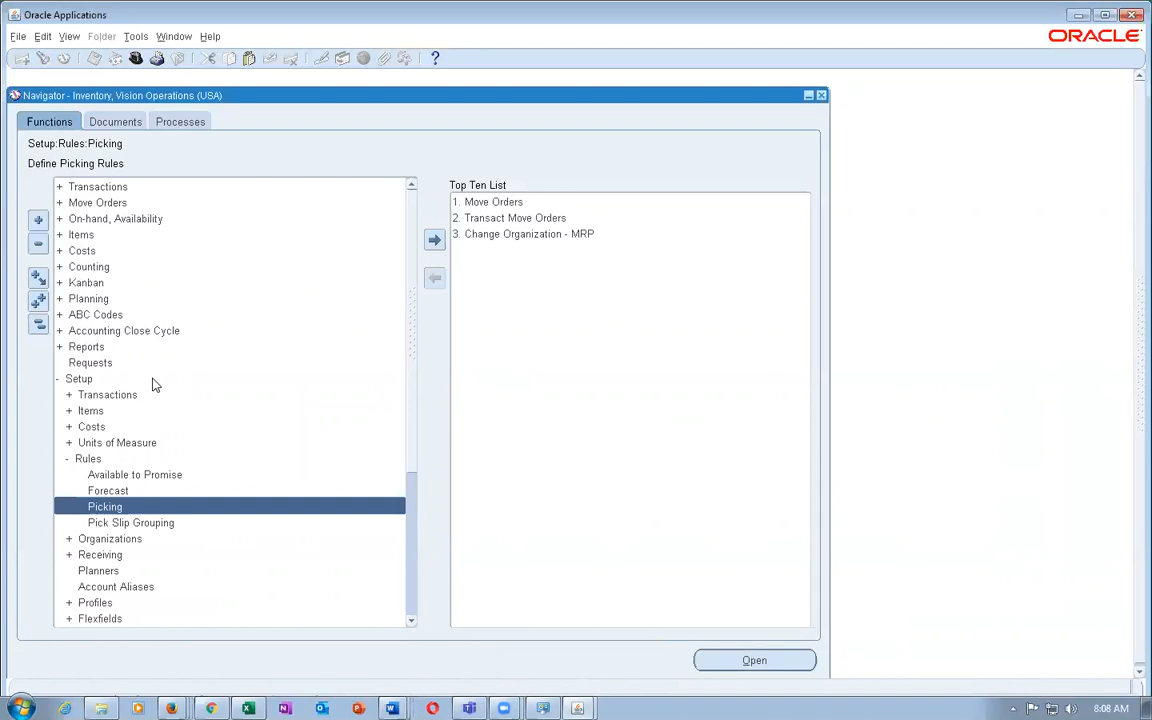 Oracle Applications
File Edit View Folder Tools Window Help
ORACLE
?
Navigator - Inventory, Vision Operations (USA)
Functions Documents Processes
Setup:Rules:Picking
Define Picking Rules
+ Transactions
+ Move Orders
+ On-hand, Availability
+ Items
+ Costs
+ Counting
+ Kanban
+ Planning
+ ABC Codes
+ Accounting Close Cycle
+ Reports
Requests
- Setup
+ Transactions
+ Items
+ Costs
+ Units of Measure
- Rules
Available to Promise
Forecast
Picking
Pick Slip Grouping
+ Organizations
+ Receiving
Planners
Account Aliases
+ Profiles
+ Flexfields
Top Ten List
1. Move Orders
2. Transact Move Orders
3. Change Organization - MRP
Open
8:08 AM